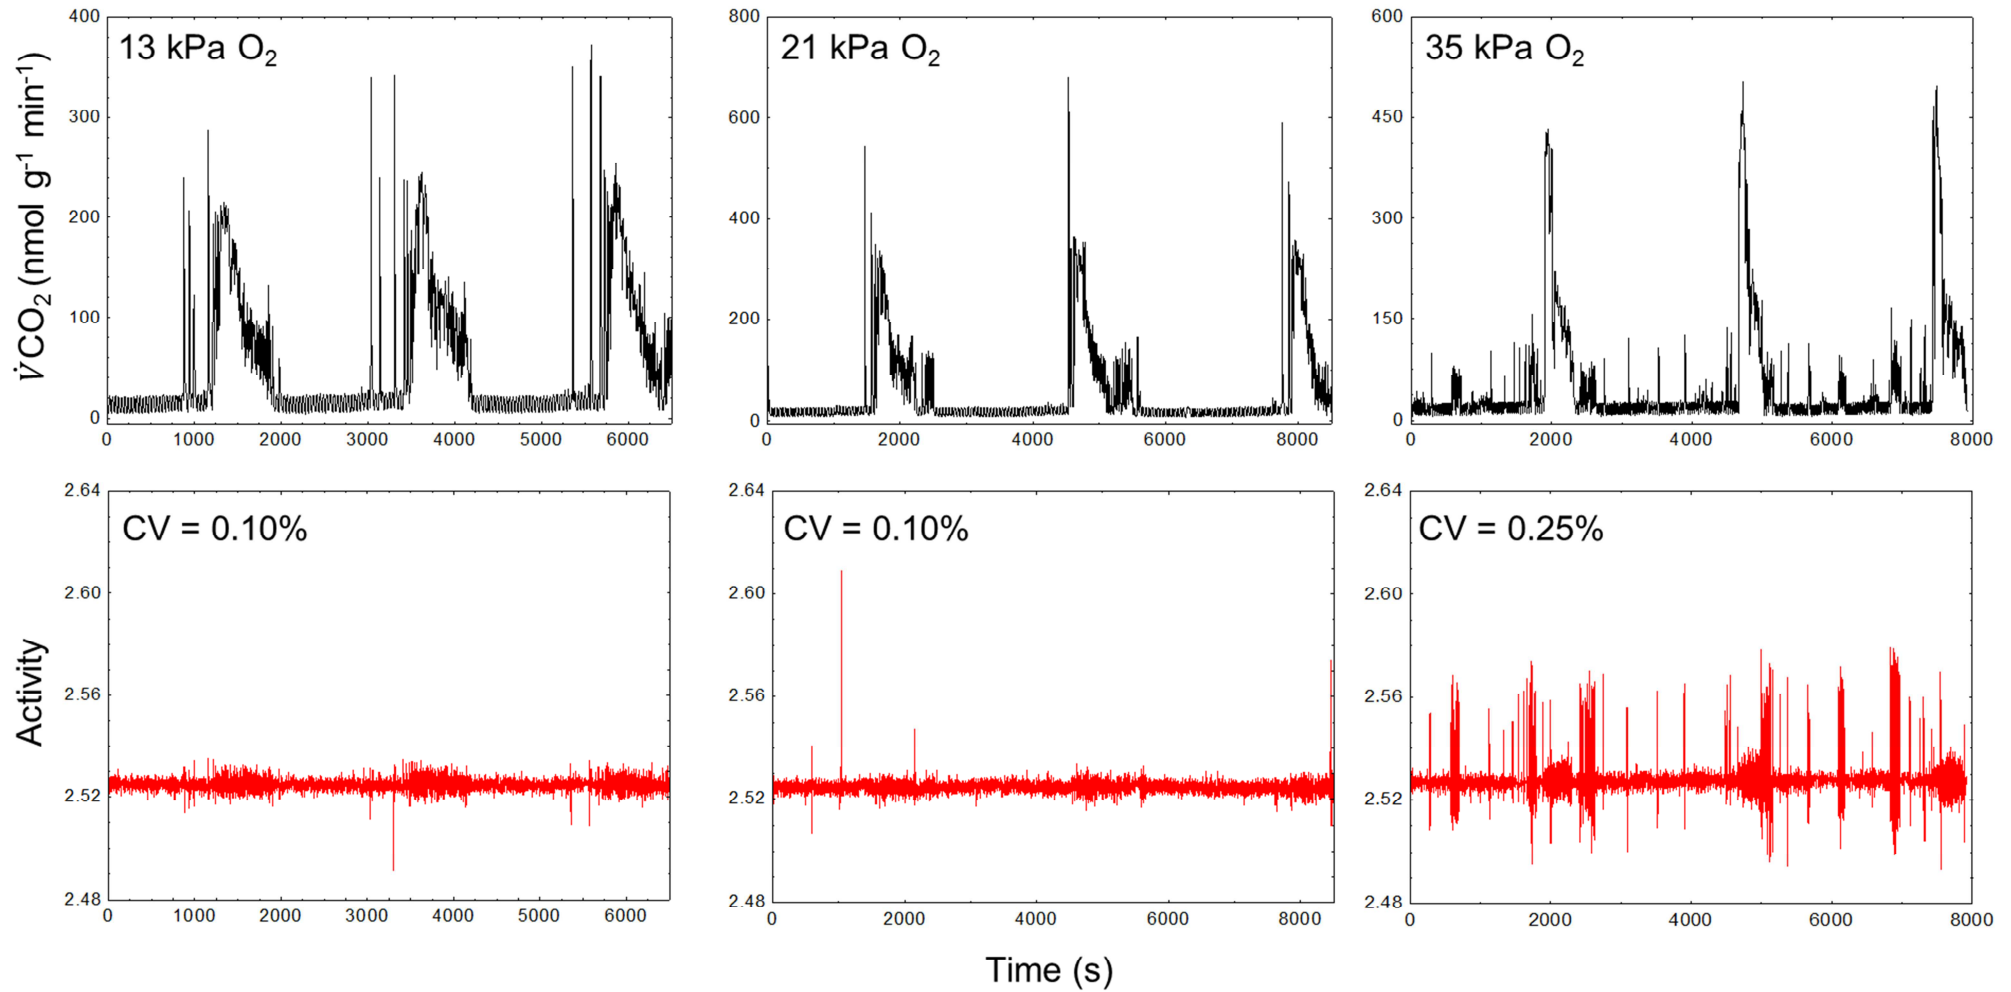 V̇CO₂ (nmol g⁻¹ min⁻¹)
13 kPa O₂
400
300
200
100
0
0 1000 2000 3000 4000 5000 6000
21 kPa O₂
800
600
400
200
0
0 2000 4000 6000 8000
35 kPa O₂
600
450
300
150
0
0 2000 4000 6000 8000
Activity
CV = 0.10%
2.64
2.60
2.56
2.52
2.48
0 1000 2000 3000 4000 5000 6000
CV = 0.10%
2.64
2.60
2.56
2.52
2.48
0 2000 4000 6000 8000
CV = 0.25%
2.64
2.60
2.56
2.52
2.48
0 2000 4000 6000 8000
Time (s)